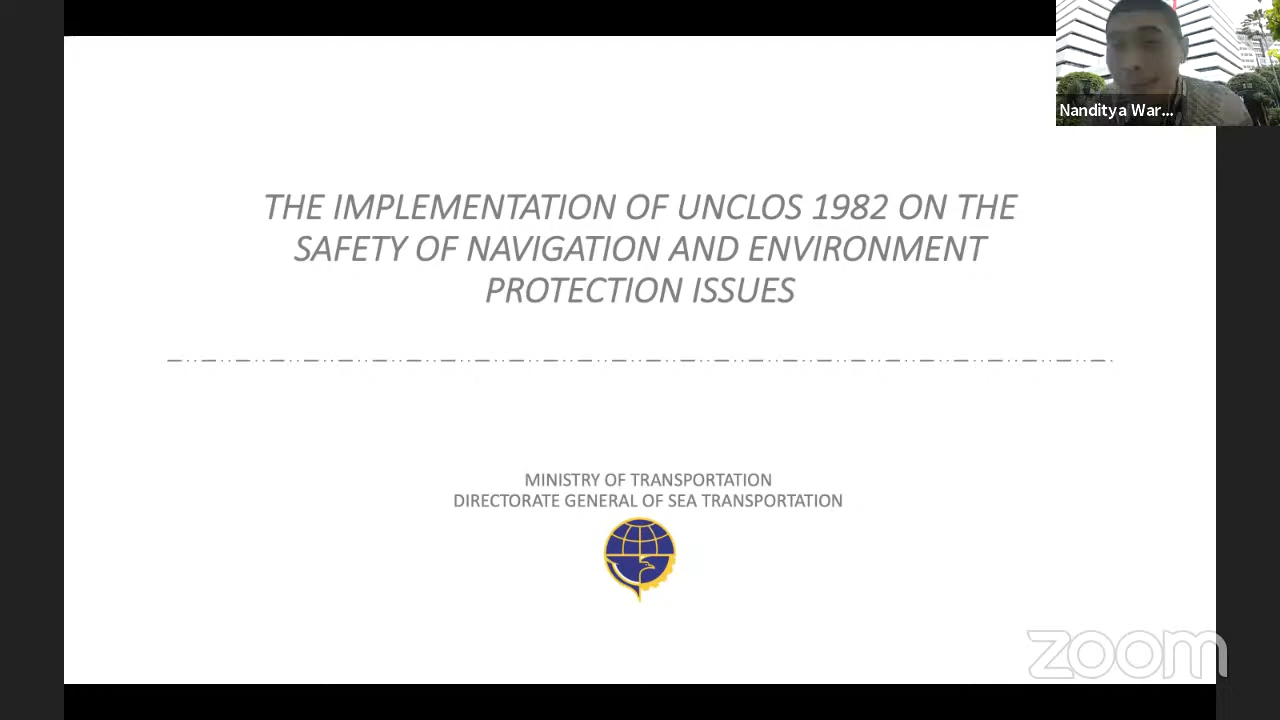 Nanditya War...
THE IMPLEMENTATION OF UNCLOS 1982 ON THE
SAFETY OF NAVIGATION AND ENVIRONMENT
PROTECTION ISSUES
MINISTRY OF TRANSPORTATION
DIRECTORATE GENERAL OF SEA TRANSPORTATION
zoom